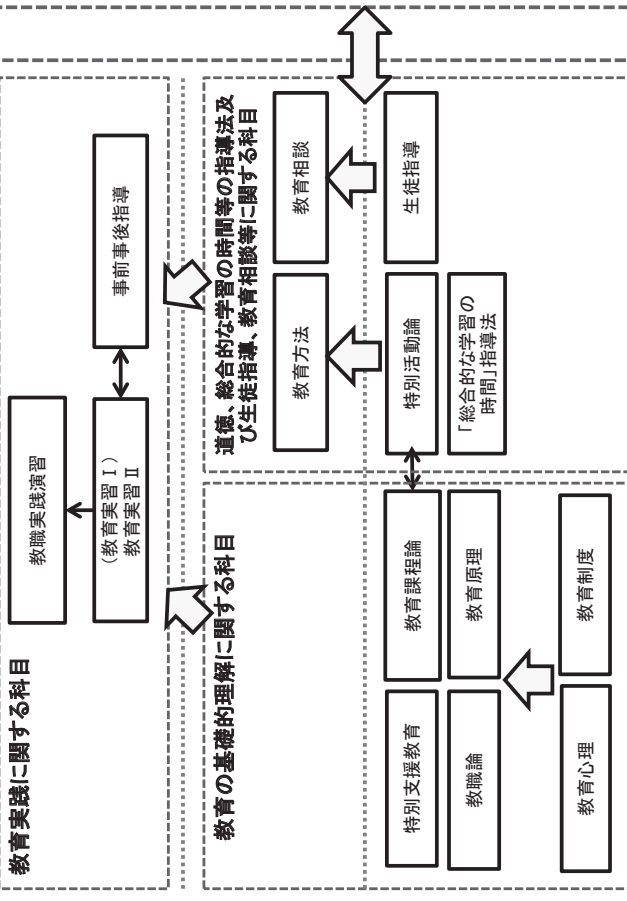 教育実践に関する科目
教職実践演習
（教育実習Ⅰ）
教育実習Ⅱ
事前事後指導
教育の基礎的理解に関する科目
特別支援教育
教育課程論
教職論
教育原理
教育心理
教育制度
道徳、総合的な学習の時間等の指導法及
び生徒指導、教育相談等に関する科目
教育方法
教育相談
特別活動論
生徒指導
「総合的な学習の
時間」指導法